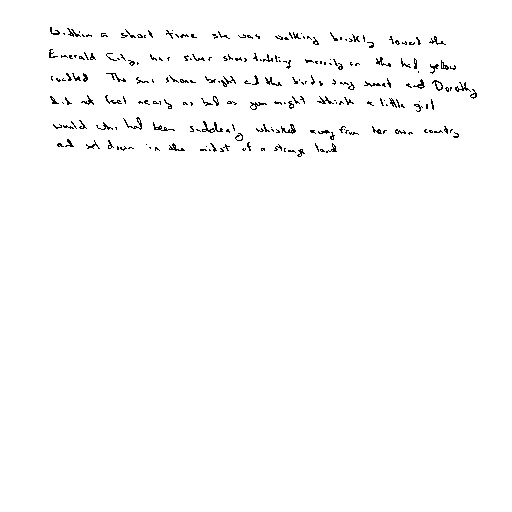 Within a short time she was walking briskly toward the
Emerald City, her silver shoes tinkling merrily on the hard, yellow
roadbed. The sun shone bright and the birds sang sweet and Dorothy
did not feel nearly as bad as you might think a little girl
would who had been suddenly whisked away from her own country
and set down in the midst of a strange land